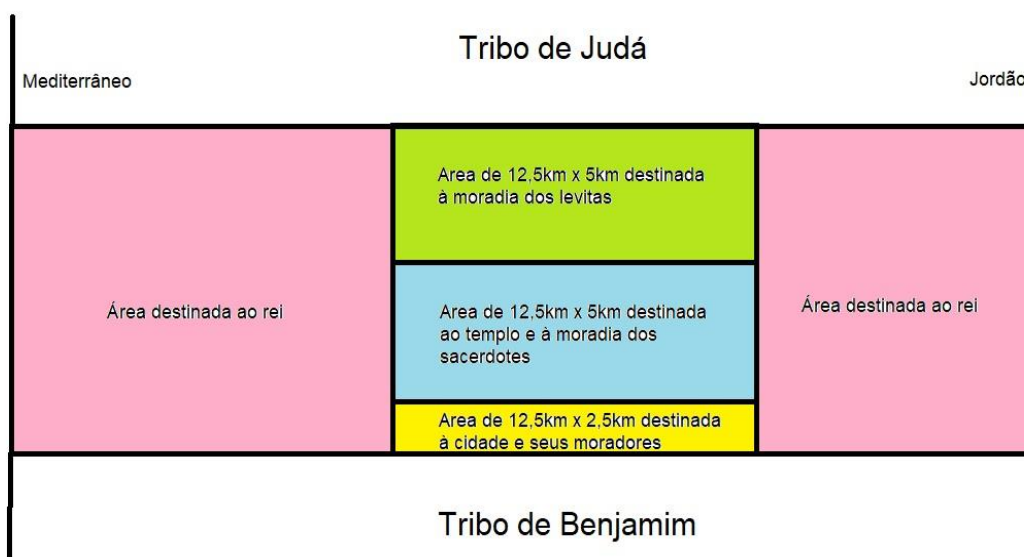 Tribo de Judá
Mediterrâneo
Jordão
Area de 12,5km x 5km destinada
à moradia dos levitas
Área destinada ao rei
Area de 12,5km x 5km destinada
ao templo e à moradia dos
sacerdotes
Área destinada ao rei
Area de 12,5km x 2,5km destinada
à cidade e seus moradores
Tribo de Benjamim